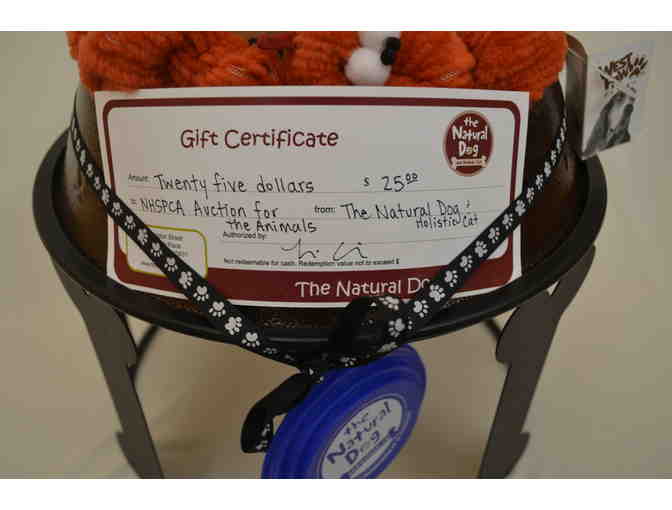 WEST PAW
Gift Certificate
the Natural Dog
Amount: Twenty five dollars $ 25.00
NHSPCA Auction for the Animals from: The Natural Dog & Holistic Cat
Authorized by:
Not redeemable for cash. Redemption value not to exceed $
The Natural Do
the
Natural
Dog